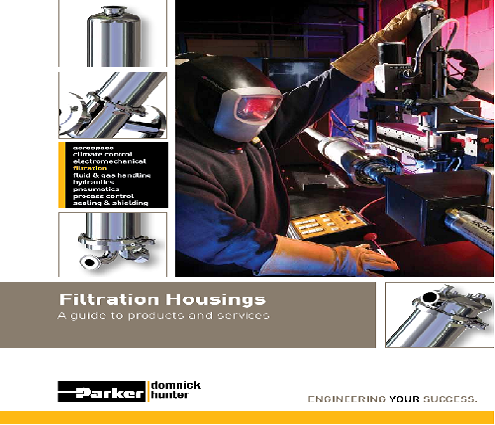 aerospace
climate control
electromechanical
filtration
fluid & gas handling
hydraulics
pneumatics
process control
sealing & shielding
Filtration Housings
A guide to products and services
Parker
domnick
hunter
ENGINEERING YOUR SUCCESS.